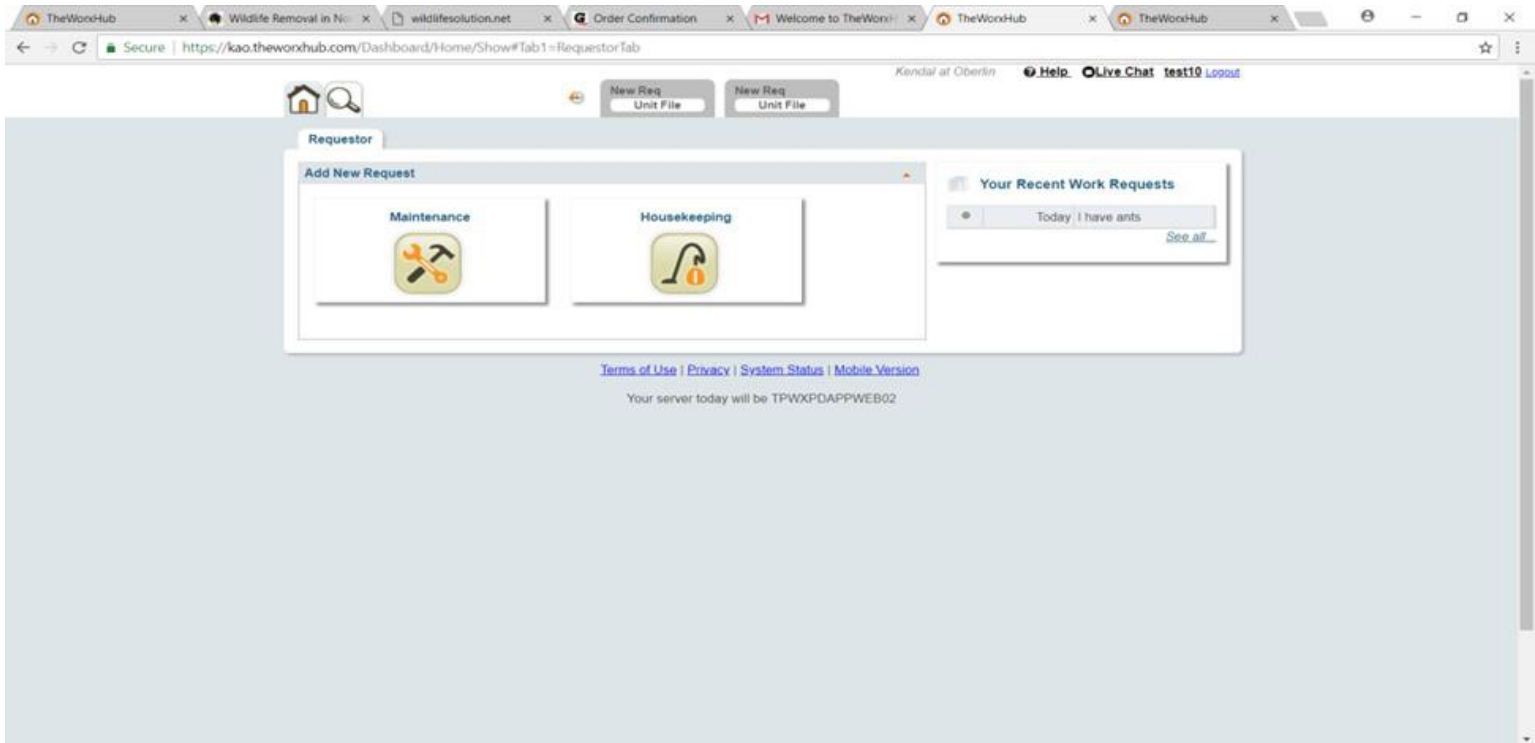 TheWorxHub
Wildlife Removal in No
wildlifesolution.net
Order Confirmation
Welcome to TheWorxH
TheWorxHub
TheWorxHub
Secure | https://kao.theworxhub.com/Dashboard/Home/Show#Tab1=RequestorTab
Kendal at Oberlin Help Live Chat test10 Logout
New Req New Req
Unit File Unit File
Requestor
Add New Request
Maintenance Housekeeping
Your Recent Work Requests
Today I have ants
See all...
Terms of Use | Privacy | System Status | Mobile Version
Your server today will be TPWXPDAPPWEB02